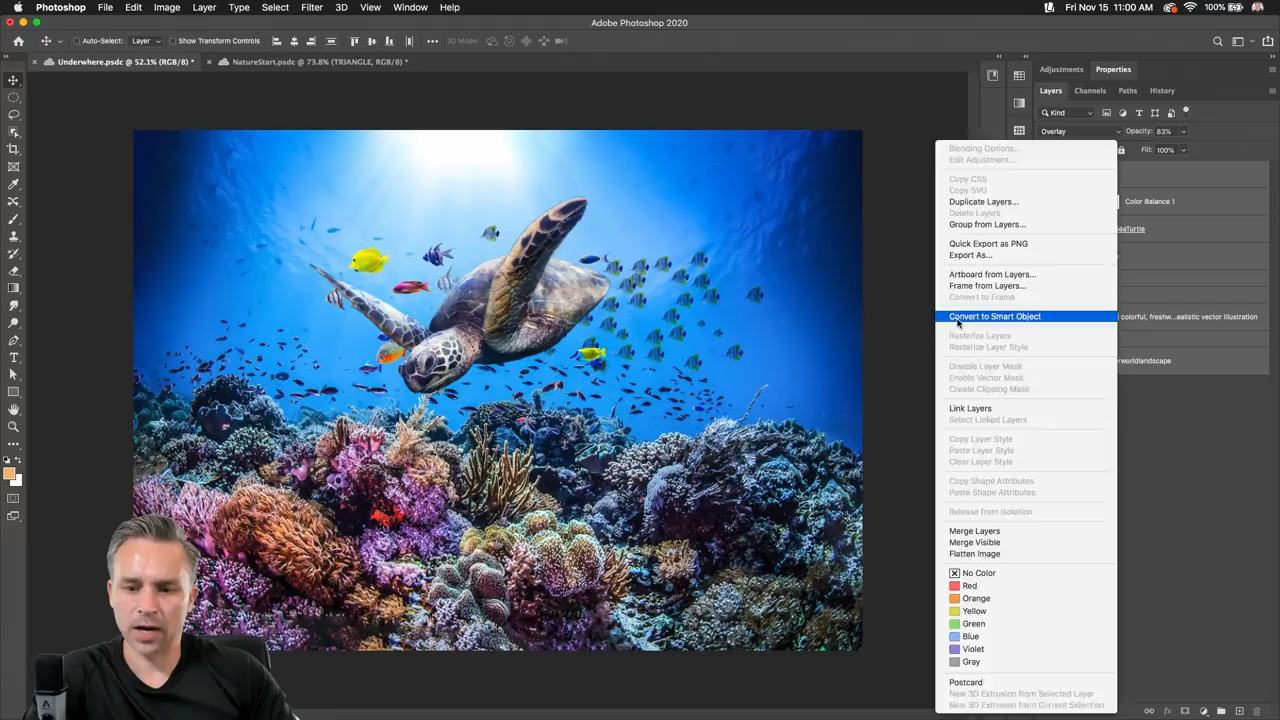 Photoshop File Edit Image Layer Type Select Filter 3D View Window Help
100% Fri Nov 15 11:00 AM
Adobe Photoshop 2020
Auto-Select: Layer Show Transform Controls 3D Mode:
Underwhere.psdc @ 52.1% (RGB/8) * NatureStart.psdc @ 73.8% (TRIANGLE, RGB/8) *
Adjustments Properties
Layers Channels Paths History
Kind
Overlay Opacity: 83%
Fill: 100%
Blending Options...
Edit Adjustment...
Copy CSS
Copy SVG
Duplicate Layers...
Delete Layers
Group from Layers...
Quick Export as PNG
Export As...
Artboard from Layers...
Frame from Layers...
Convert to Frame
Convert to Smart Object
Rasterize Layers
Rasterize Layer Style
Disable Layer Mask
Enable Vector Mask
Create Clipping Mask
Link Layers
Select Linked Layers
Copy Layer Style
Paste Layer Style
Clear Layer Style
Copy Shape Attributes
Paste Shape Attributes
Release from Isolation
Merge Layers
Merge Visible
Flatten Image
No Color
Red
Orange
Yellow
Green
Blue
Violet
Gray
Postcard
New 3D Extrusion from Selected Layer
New 3D Extrusion from Current Selection
Color Balance 1
eaTurtle
colorful, freshw...ealistic vector illustration
erworldlandscape